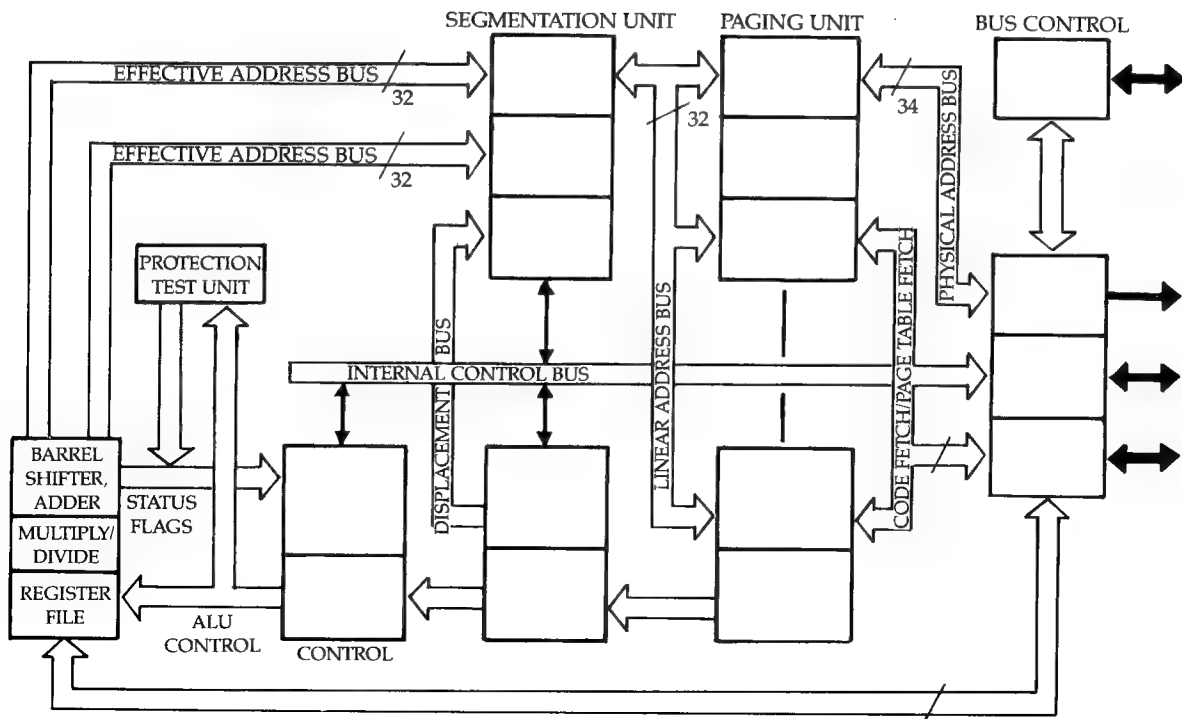 SEGMENTATION UNIT
PAGING UNIT
BUS CONTROL
EFFECTIVE ADDRESS BUS
32
EFFECTIVE ADDRESS BUS
32
32
34
PHYSICAL ADDRESS BUS
PROTECTION
TEST UNIT
DISPLACEMENT BUS
INTERNAL CONTROL BUS
LINEAR ADDRESS BUS
CODE FETCH/PAGE TABLE FETCH
BARREL
SHIFTER,
ADDER
STATUS
FLAGS
MULTIPLY/
DIVIDE
REGISTER
FILE
ALU
CONTROL
CONTROL